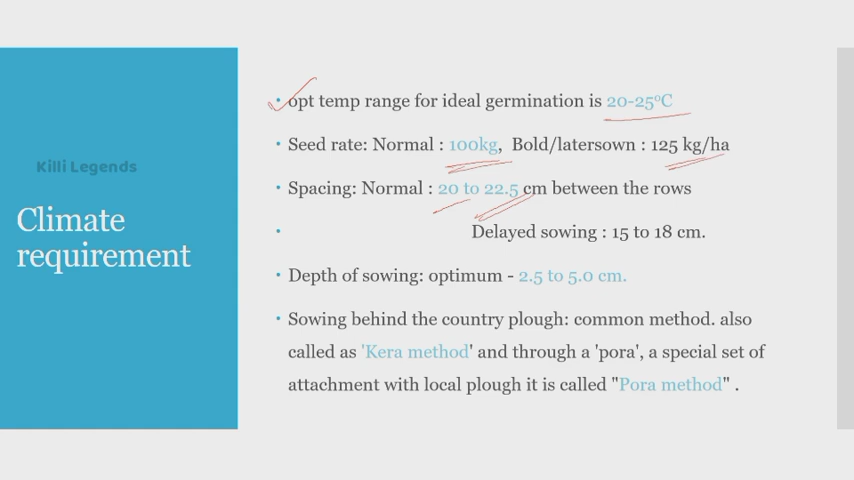 Killi Legends
Climate
requirement
• opt temp range for ideal germination is 20-25⁰C
• Seed rate: Normal : 100kg, Bold/latersown : 125 kg/ha
• Spacing: Normal : 20 to 22.5 cm between the rows
• Delayed sowing : 15 to 18 cm.
• Depth of sowing: optimum - 2.5 to 5.0 cm.
• Sowing behind the country plough: common method. also
called as 'Kera method' and through a 'pora', a special set of
attachment with local plough it is called "Pora method" .